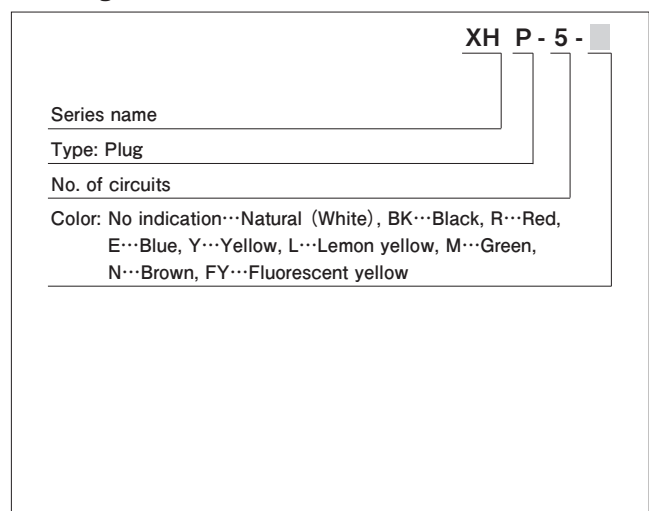 XH P - 5 -
Series name
Type: Plug
No. of circuits
Color: No indication…Natural (White), BK…Black, R…Red,
E…Blue, Y…Yellow, L…Lemon yellow, M…Green,
N…Brown, FY…Fluorescent yellow